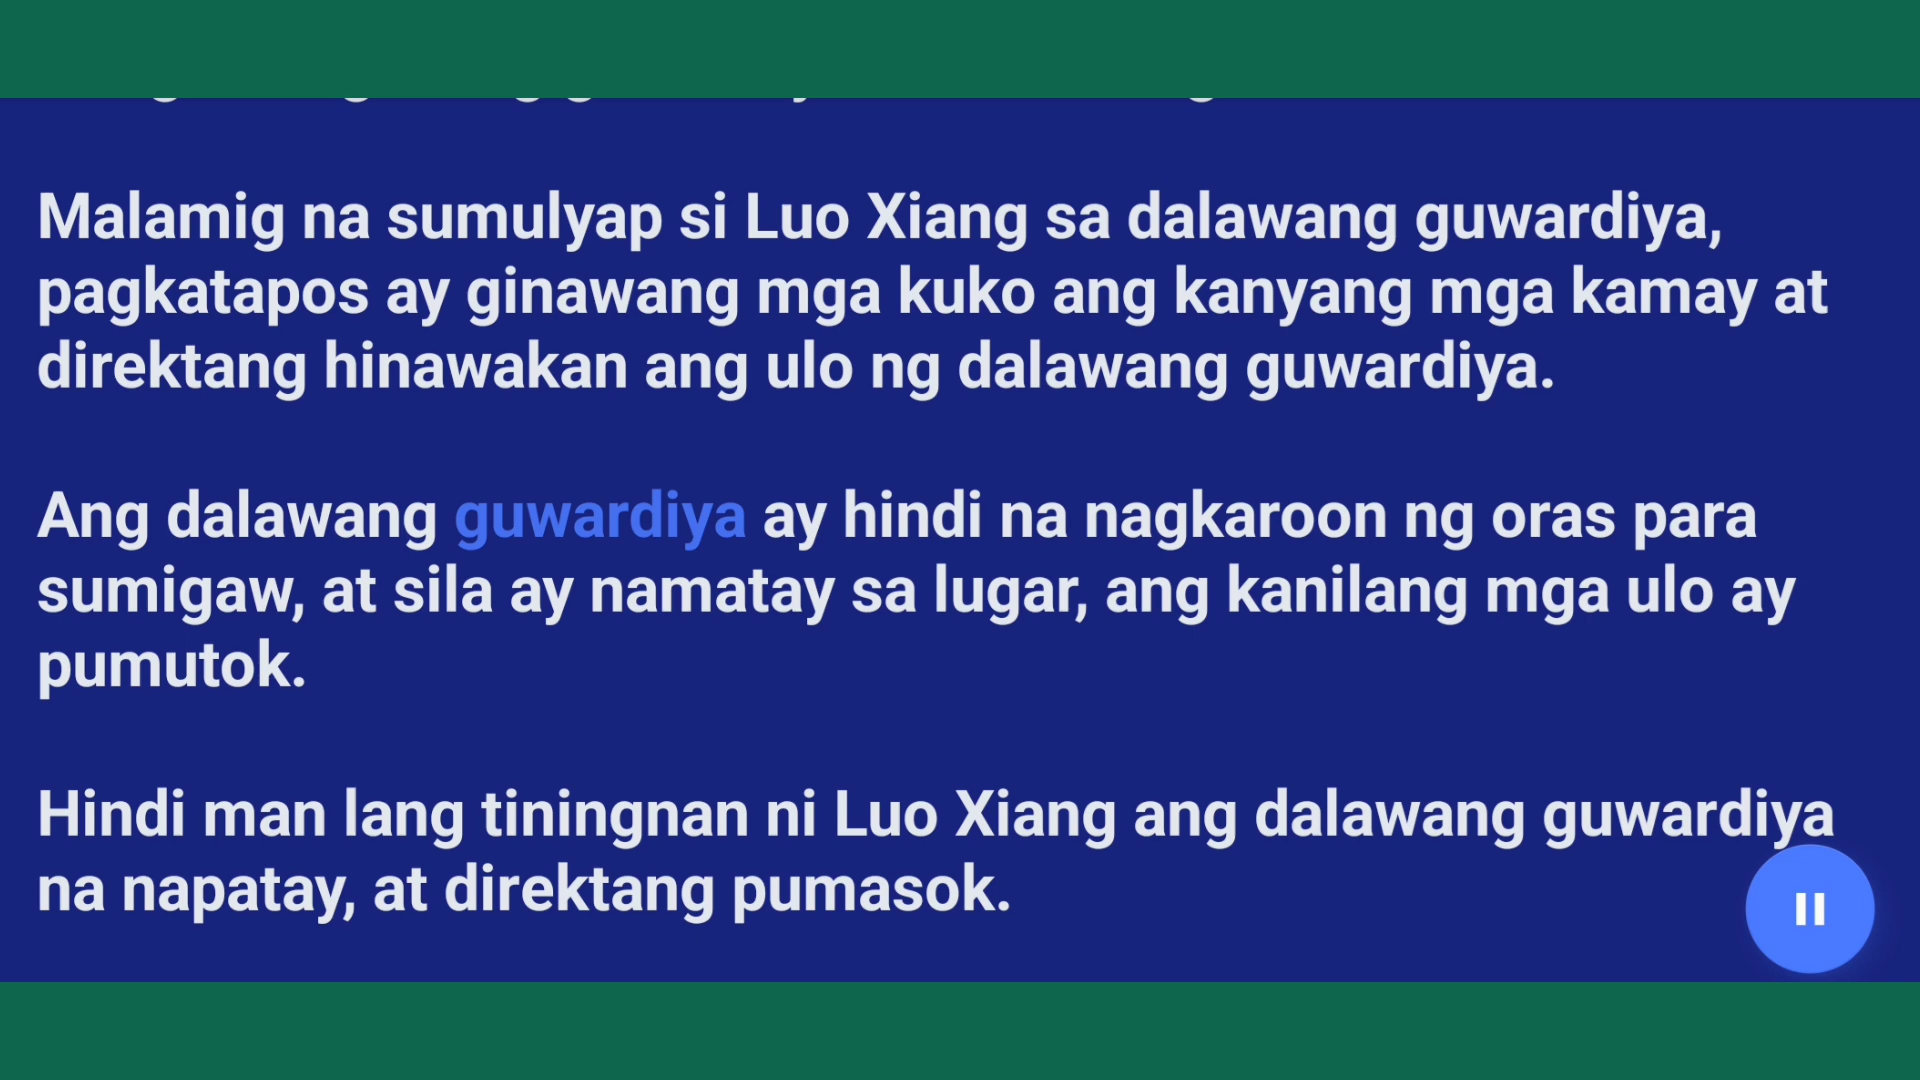 Malamig na sumulyap si Luo Xiang sa dalawang guwardiya,
pagkatapos ay ginawang mga kuko ang kanyang mga kamay at
direktang hinawakan ang ulo ng dalawang guwardiya.
Ang dalawang guwardiya ay hindi na nagkaroon ng oras para
sumigaw, at sila ay namatay sa lugar, ang kanilang mga ulo ay
pumutok.
Hindi man lang tiningnan ni Luo Xiang ang dalawang guwardiya
na napatay, at direktang pumasok.